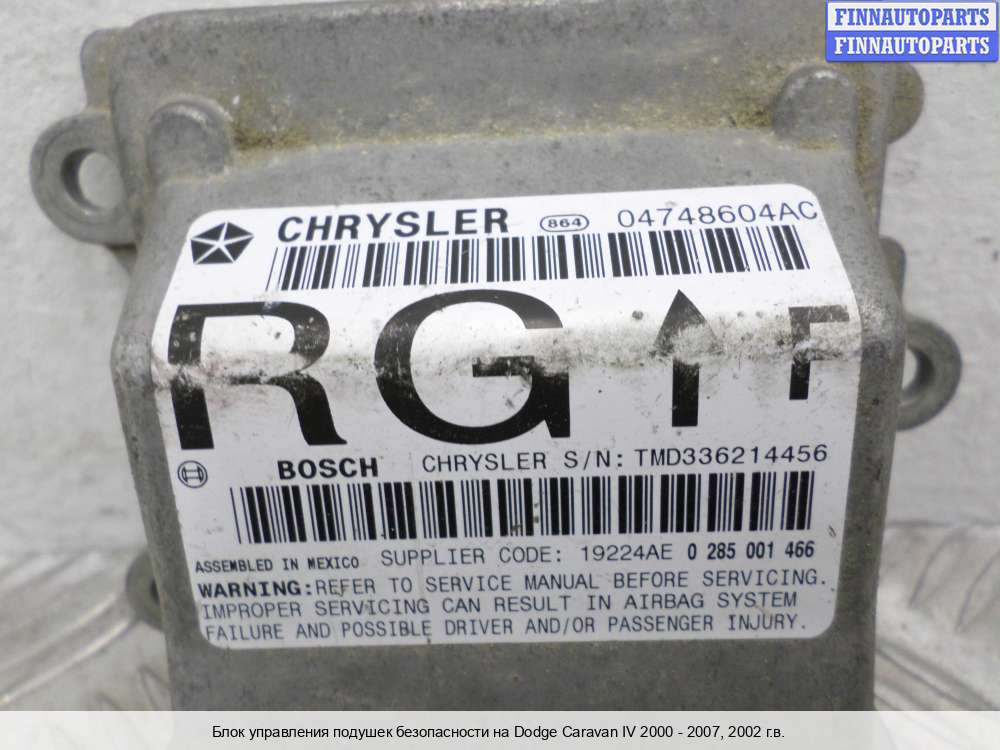 FINNAUTOPARTS
FINNAUTOPARTS
CHRYSLER 864 04748604AC
RG F
BOSCH CHRYSLER S/N: TMD336214456
ASSEMBLED IN MEXICO SUPPLIER CODE: 19224AE 0 285 001 466
WARNING: REFER TO SERVICE MANUAL BEFORE SERVICING.
IMPROPER SERVICING CAN RESULT IN AIRBAG SYSTEM
FAILURE AND POSSIBLE DRIVER AND/OR PASSENGER INJURY.
Блок управления подушек безопасности на Dodge Caravan IV 2000 - 2007, 2002 г.в.